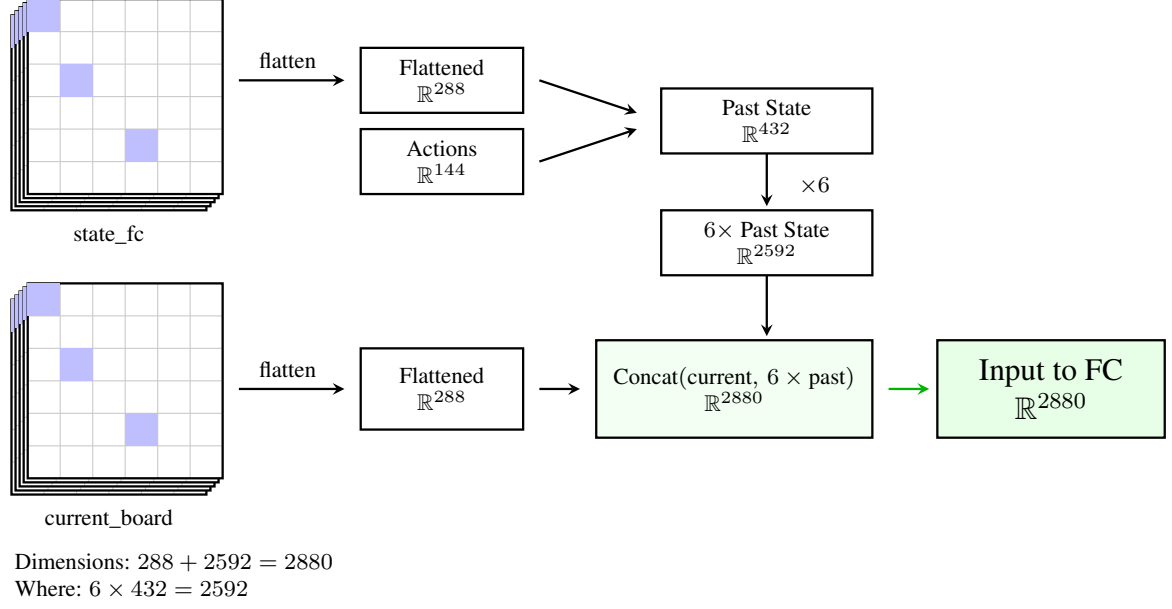 flatten
Flattened
ℝ^288
Actions
ℝ^144
Past State
ℝ^432
×6
6× Past State
ℝ^2592
state_fc
flatten
Flattened
ℝ^288
Concat(current, 6 × past)
ℝ^2880
Input to FC
ℝ^2880
current_board
Dimensions: 288 + 2592 = 2880
Where: 6 × 432 = 2592